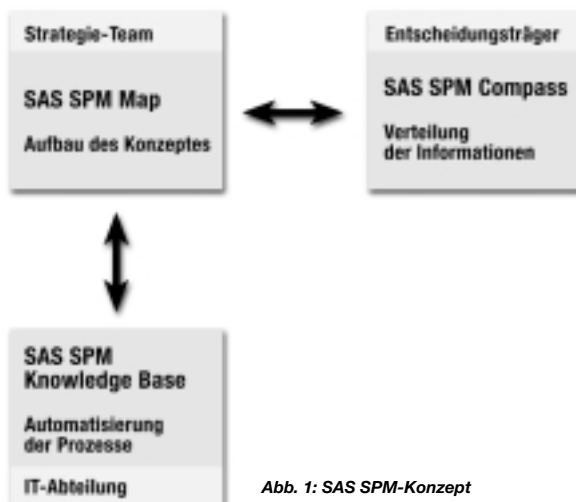 Strategie-Team
SAS SPM Map
Aufbau des Konzeptes
Entscheidungsträger
SAS SPM Compass
Verteilung
der Informationen
SAS SPM
Knowledge Base
Automatisierung
der Prozesse
IT-Abteilung
Abb. 1: SAS SPM-Konzept